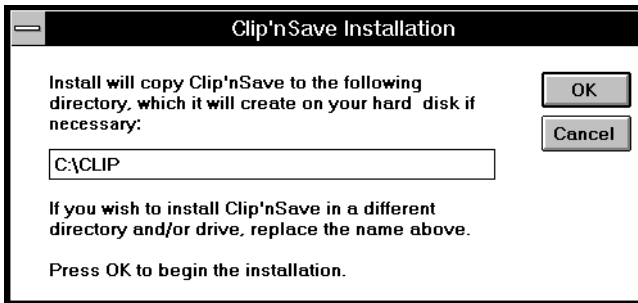 Clip'nSave Installation
Install will copy Clip'nSave to the following
directory, which it will create on your hard disk if
necessary:
OK
Cancel
C:\CLIP
If you wish to install Clip'nSave in a different
directory and/or drive, replace the name above.
Press OK to begin the installation.